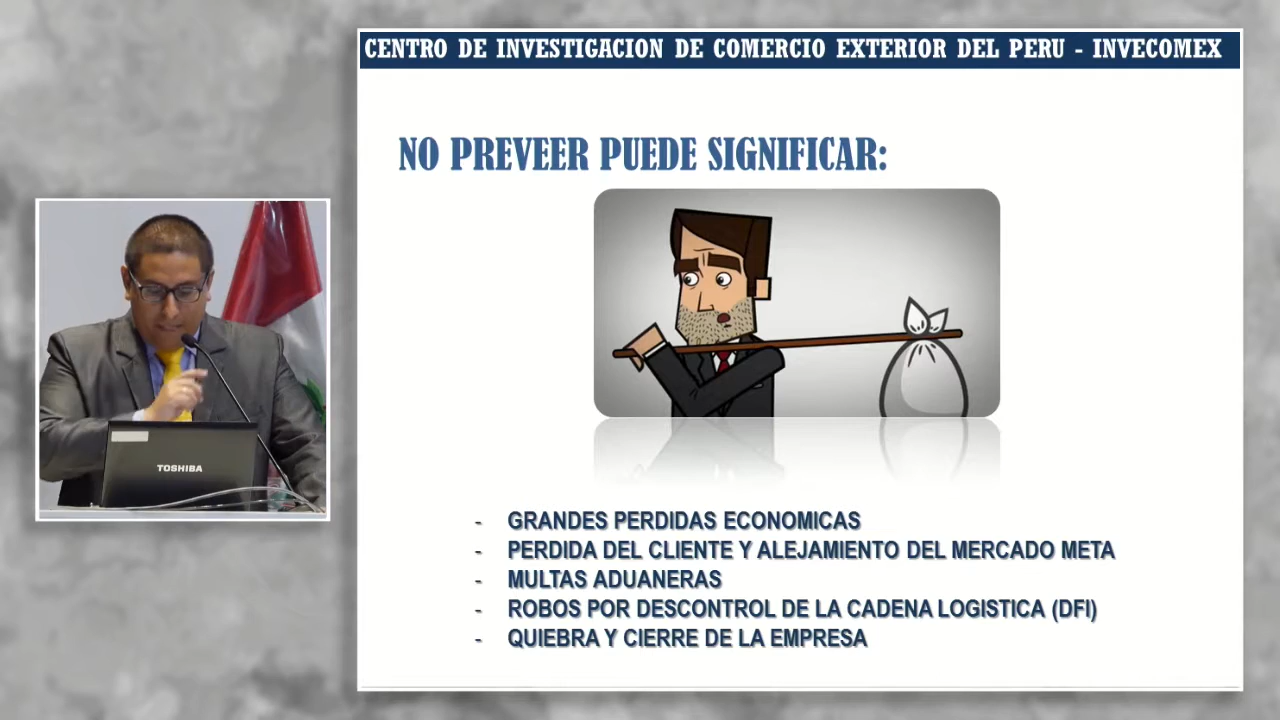 CENTRO DE INVESTIGACION DE COMERCIO EXTERIOR DEL PERU - INVECOMEX
NO PREVEER PUEDE SIGNIFICAR:
TOSHIBA
- GRANDES PERDIDAS ECONOMICAS
- PERDIDA DEL CLIENTE Y ALEJAMIENTO DEL MERCADO META
- MULTAS ADUANERAS
- ROBOS POR DESCONTROL DE LA CADENA LOGISTICA (DFI)
- QUIEBRA Y CIERRE DE LA EMPRESA